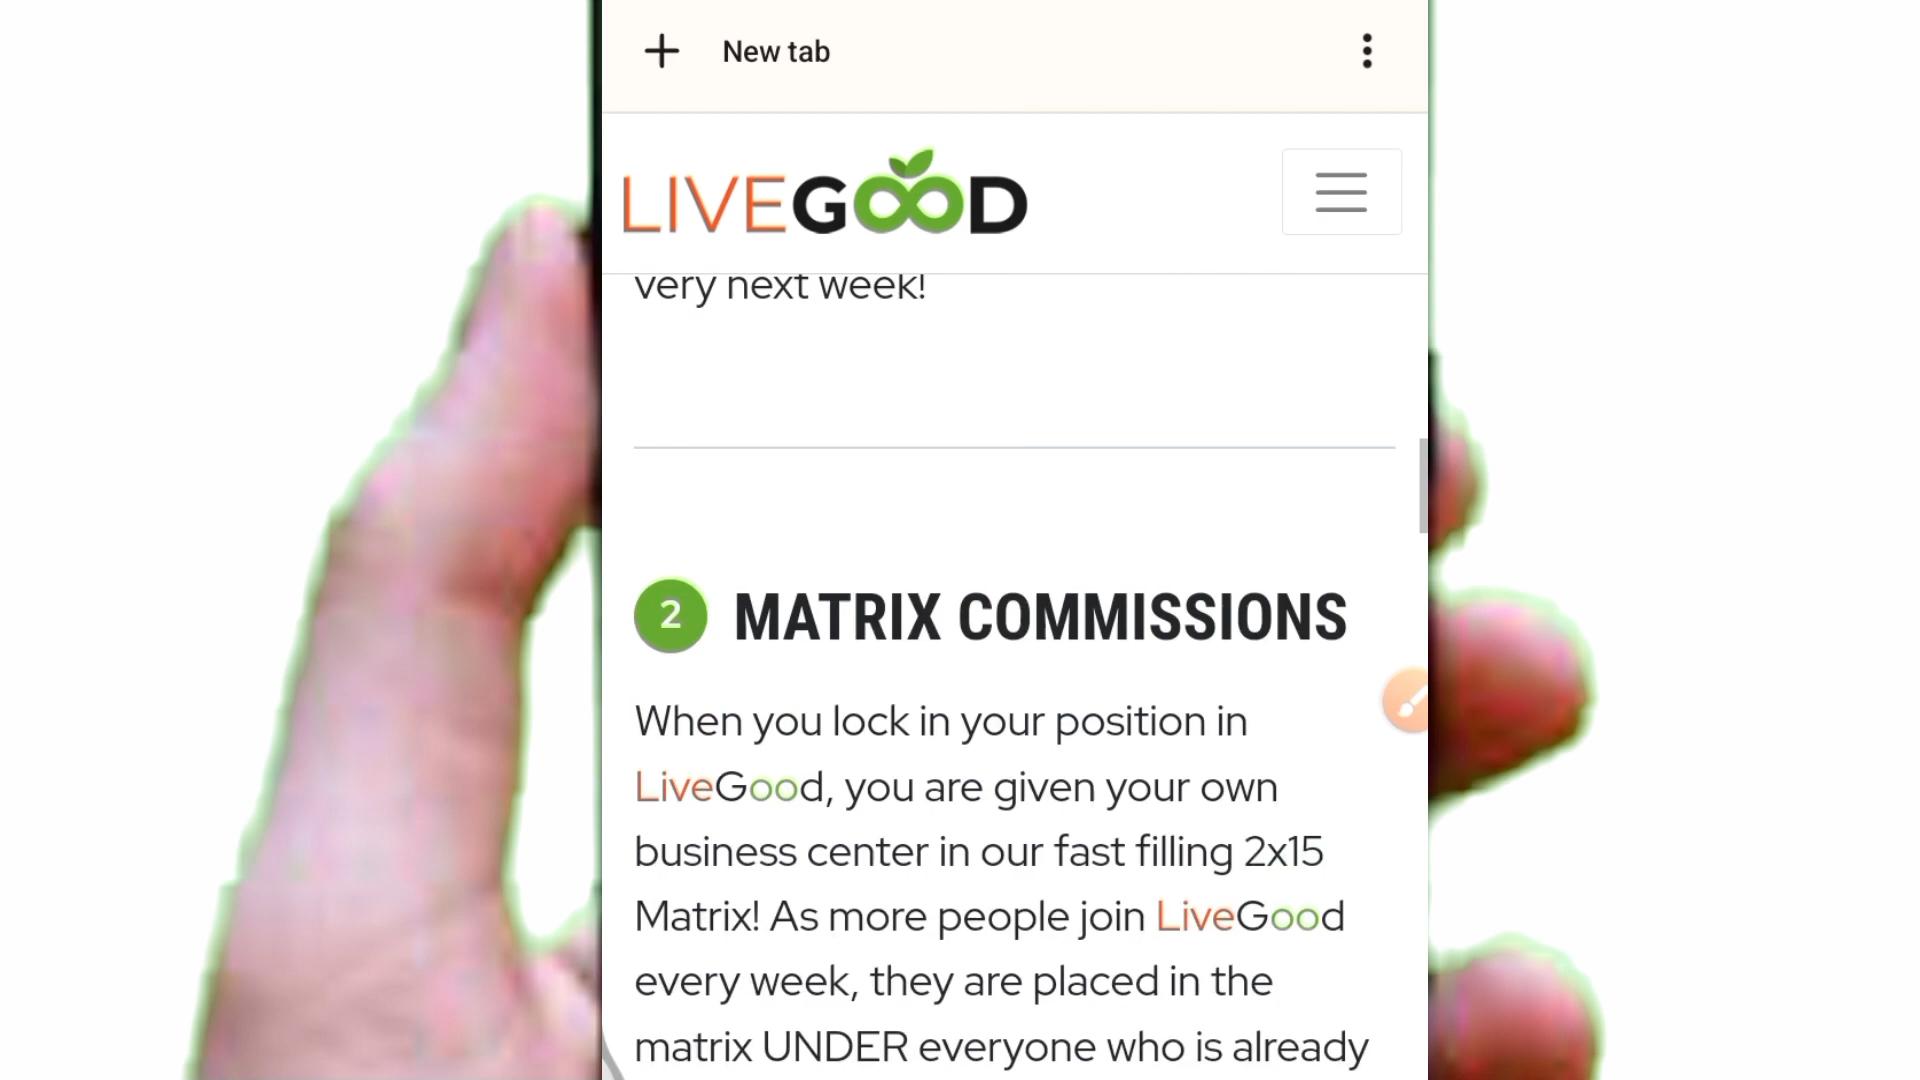 New tab
LIVEGOOD
very next week!
2 MATRIX COMMISSIONS
When you lock in your position in
LiveGood, you are given your own
business center in our fast filling 2x15
Matrix! As more people join LiveGood
every week, they are placed in the
matrix UNDER everyone who is already